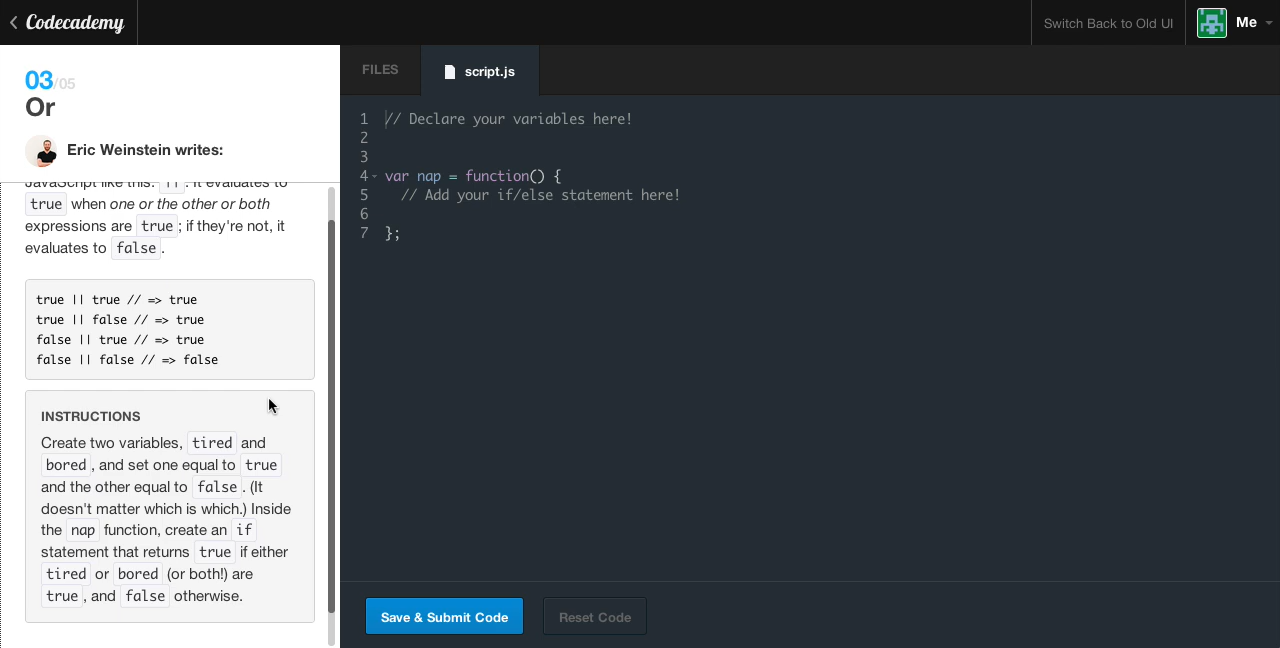 Codecademy
Switch Back to Old UI
Me
03/05
Or
Eric Weinstein writes:
JavaScript like this: ||. It evaluates to
true when one or the other or both
expressions are true; if they're not, it
evaluates to false.
true || true // => true
true || false // => true
false || true // => true
false || false // => false
INSTRUCTIONS
Create two variables, tired and
bored, and set one equal to true
and the other equal to false. (It
doesn't matter which is which.) Inside
the nap function, create an if
statement that returns true if either
tired or bored (or both!) are
true, and false otherwise.
FILES
script.js
1 // Declare your variables here!
2
3
4 var nap = function() {
5 // Add your if/else statement here!
6
7 };
Save & Submit Code
Reset Code